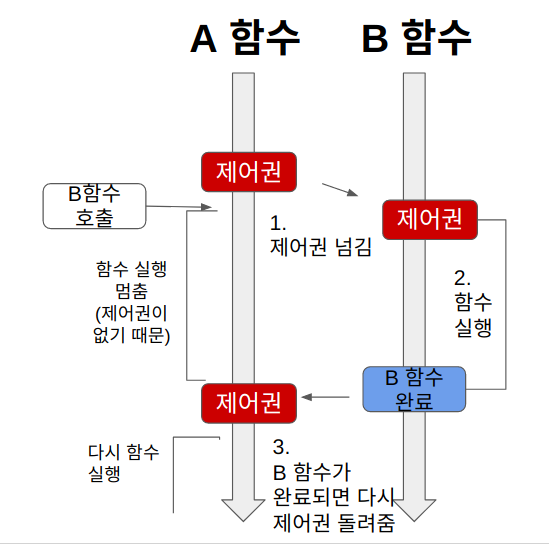 A 함수
B 함수
제어권
B함수
호출
제어권
1.
제어권 넘김
함수 실행
멈춤
(제어권이
없기 때문)
2.
함수
실행
B 함수
완료
제어권
다시 함수
실행
3.
B 함수가
완료되면 다시
제어권 돌려줌